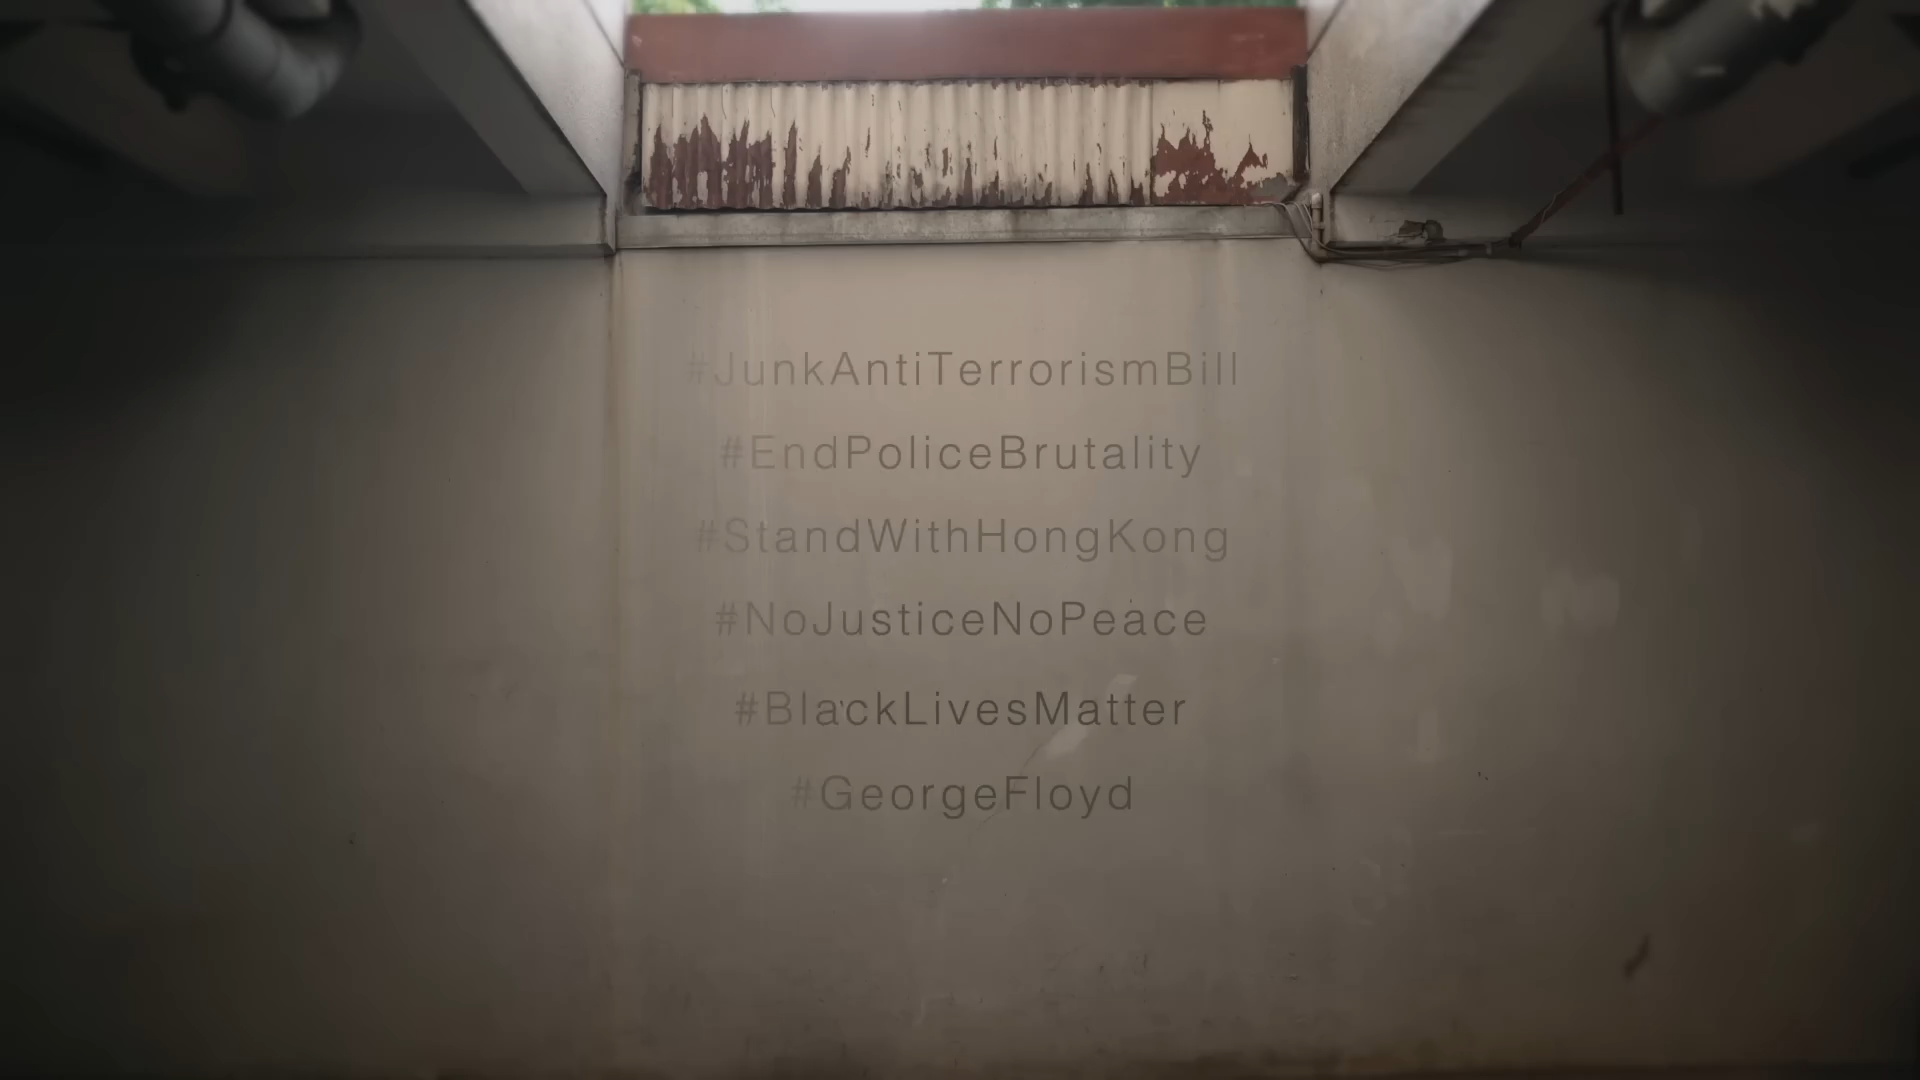 #JunkAntiTerrorismBill
#EndPoliceBrutality
#StandWithHongKong
#NoJusticeNoPeace
#BlackLivesMatter
#GeorgeFloyd